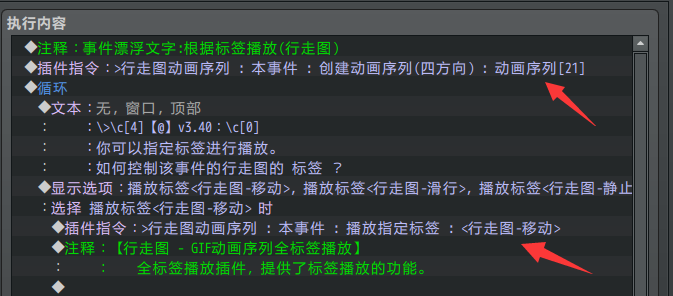 执行内容
◆注释：事件漂浮文字:根据标签播放(行走图)
◆插件指令：>行走图动画序列 : 本事件 : 创建动画序列(四方向) : 动画序列[21]
◆循环
◆文本：无, 窗口, 顶部
：　：\>\c[4]【@】v3.40：\c[0]
：　：你可以指定标签进行播放。
：　：如何控制该事件的行走图的 标签 ？
◆显示选项：播放标签<行走图-移动>, 播放标签<行走图-滑行>, 播放标签<行走图-静止
：选择 播放标签<行走图-移动> 时
◆插件指令：>行走图动画序列 : 本事件 : 播放指定标签 : <行走图-移动>
◆注释：【行走图 - GIF动画序列全标签播放】
：　：　全标签播放插件, 提供了标签播放的功能。
◆